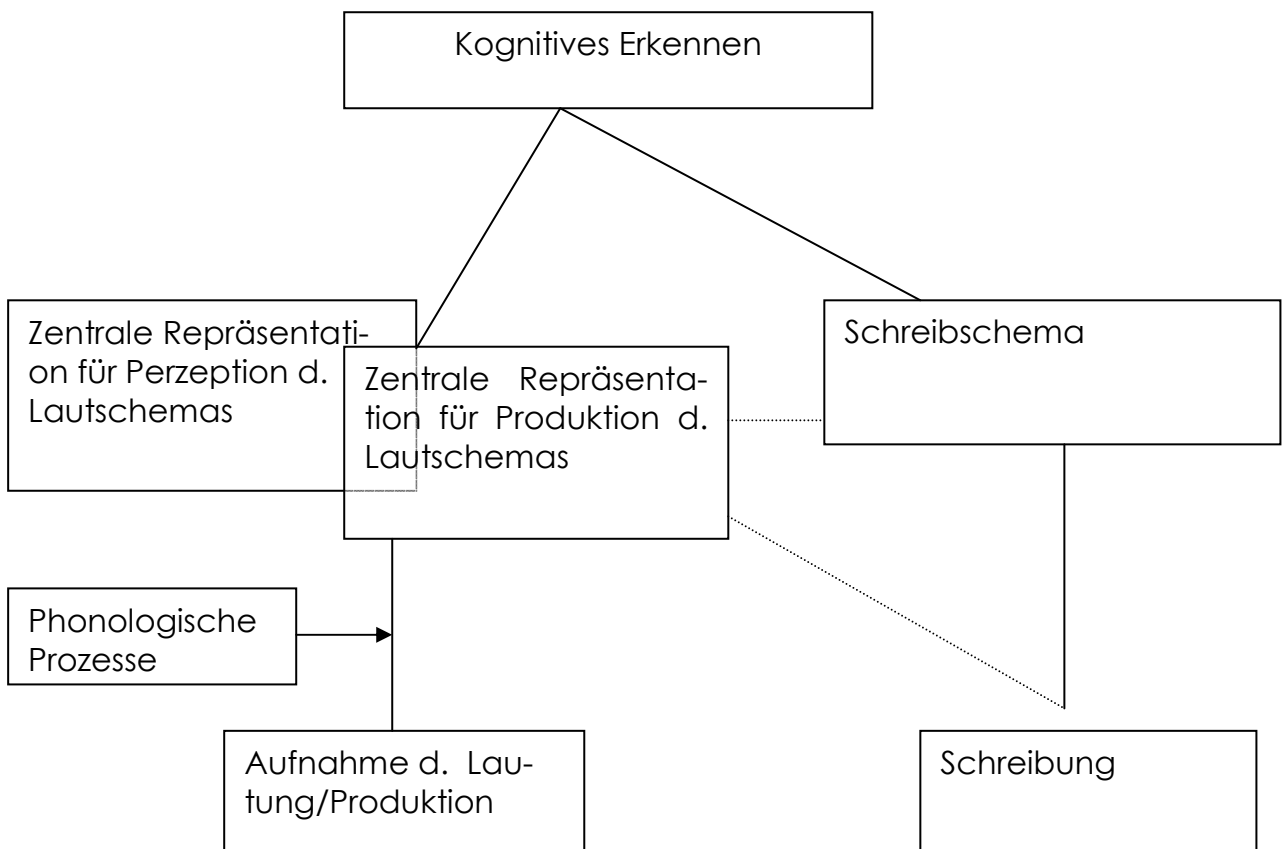 Kognitives Erkennen
Zentrale Repräsentati-
on für Perzeption d.
Lautschemas
Zentrale Repräsenta-
tion für Produktion d.
Lautschemas
Schreibschema
Phonologische
Prozesse
Aufnahme d. Lau-
tung/Produktion
Schreibung